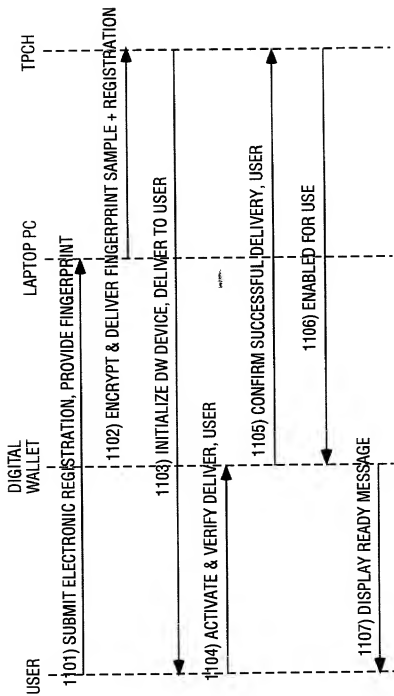 USER
DIGITAL
WALLET
LAPTOP PC
TPCH
1101) SUBMIT ELECTRONIC REGISTRATION, PROVIDE FINGERPRINT
1102) ENCRYPT & DELIVER FINGERPRINT SAMPLE + REGISTRATION
1103) INITIALIZE DW DEVICE, DELIVER TO USER
1104) ACTIVATE & VERIFY DELIVER, USER
1105) CONFIRM SUCCESSFUL DELIVERY, USER
1106) ENABLED FOR USE
1107) DISPLAY READY MESSAGE